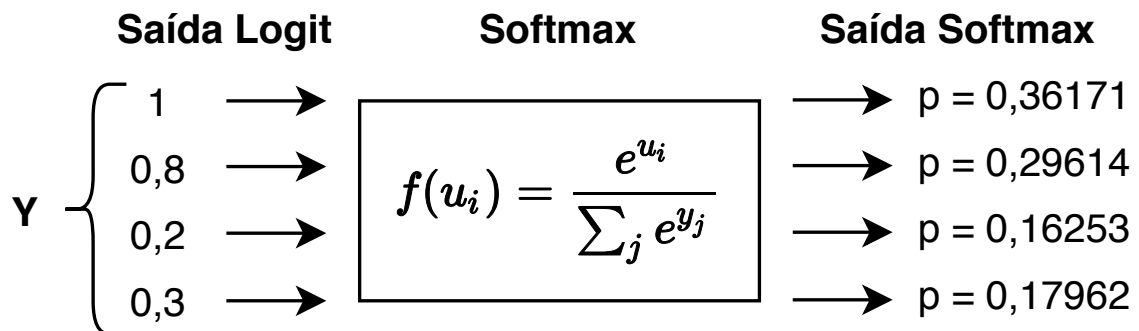 Saída Logit Softmax Saída Softmax
1 p = 0,36171
0,8 p = 0,29614
Y f(u_i) = e^{u_i} / ∑_j e^{y_j}
0,2 p = 0,16253
0,3 p = 0,17962